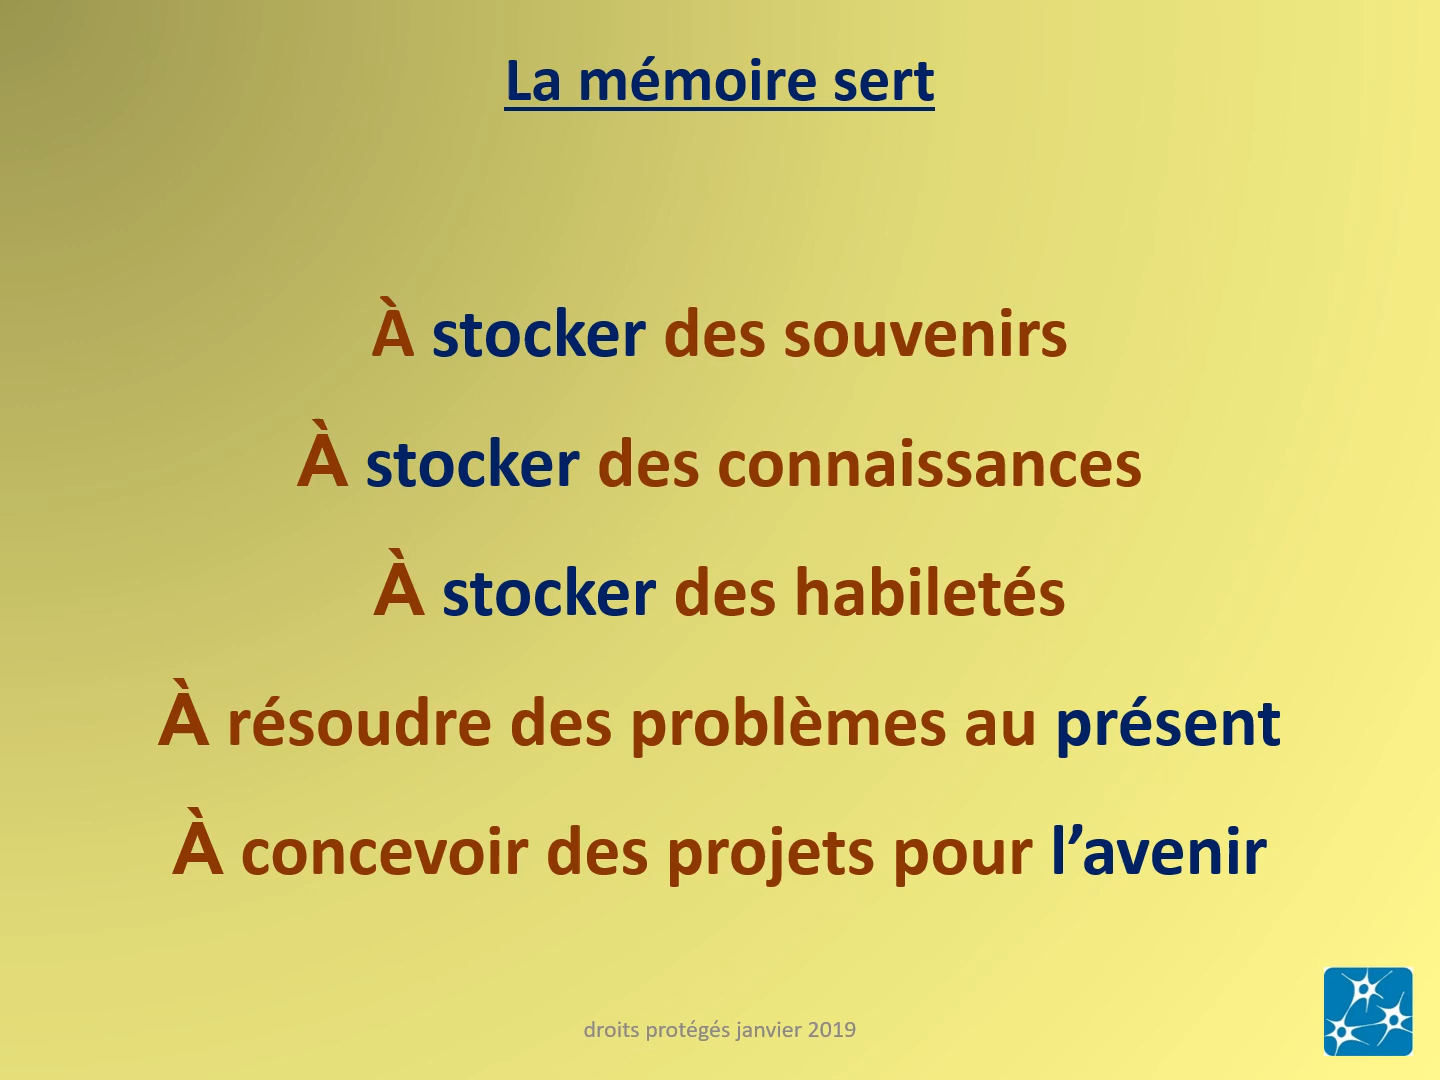 La mémoire sert
À stocker des souvenirs
À stocker des connaissances
À stocker des habiletés
À résoudre des problèmes au présent
À concevoir des projets pour l’avenir
droits protégés janvier 2019